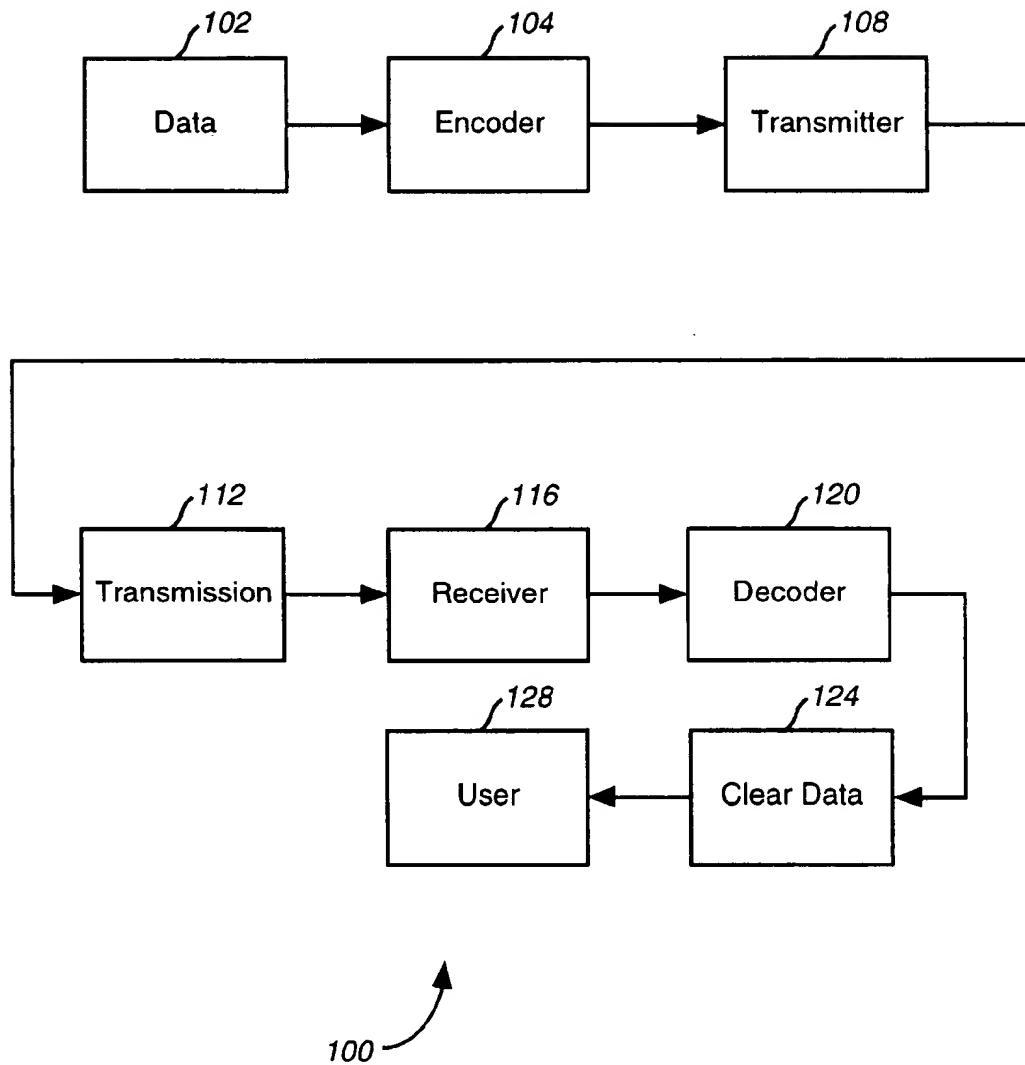 102 104 108
Data Encoder Transmitter
112 116 120
Transmission Receiver Decoder
128 124
User Clear Data
100